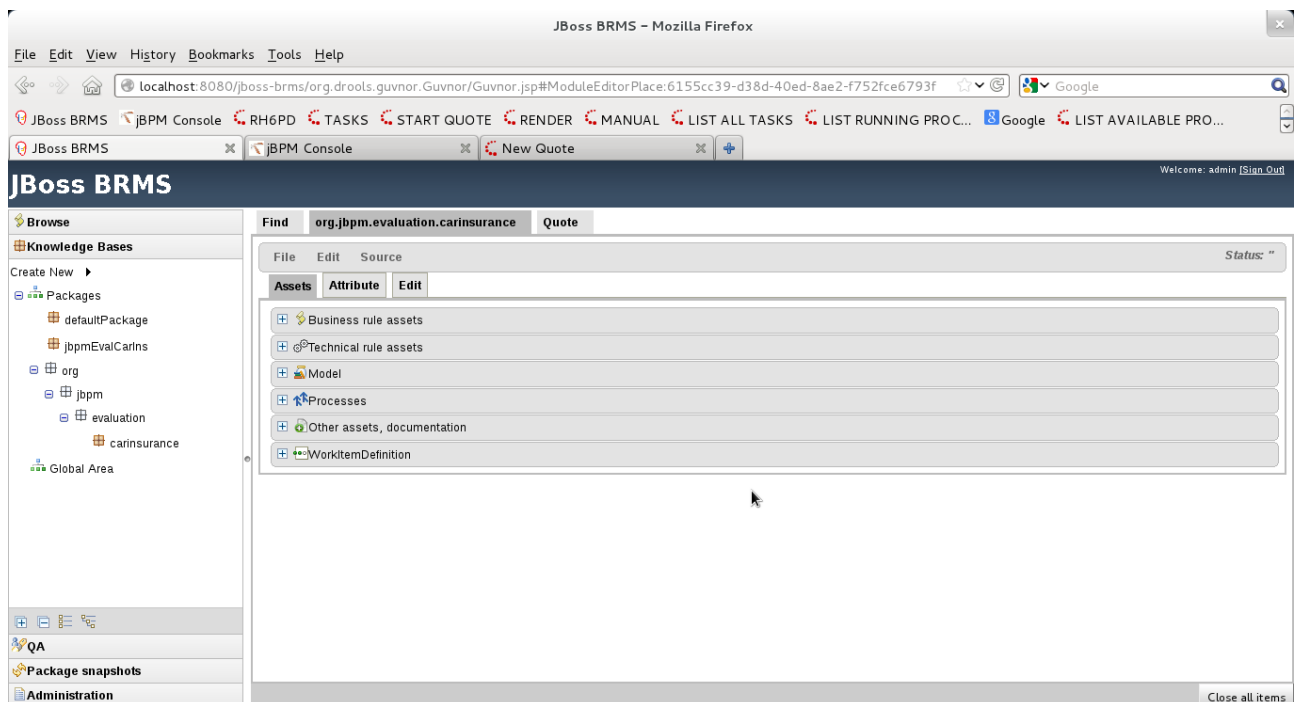 JBoss BRMS – Mozilla Firefox
File Edit View History Bookmarks Tools Help
localhost:8080/jboss-brms/org.drools.guvnor.Guvnor/Guvnor.jsp#ModuleEditorPlace:6155cc39-d38d-40ed-8ae2-f752fce6793f Google
JBoss BRMS jBPM Console RH6PD TASKS START QUOTE RENDER MANUAL LIST ALL TASKS LIST RUNNING PROC... Google LIST AVAILABLE PRO...
JBoss BRMS jBPM Console New Quote
JBoss BRMS
Welcome: admin [Sign Out]
Browse
Knowledge Bases
Create New
Packages
defaultPackage
jbpmEvalCarIns
org
jbpm
evaluation
carinsurance
Global Area
QA
Package snapshots
Administration
Find org.jbpm.evaluation.carinsurance Quote
File Edit Source Status: ''
Assets Attribute Edit
Business rule assets
Technical rule assets
Model
Processes
Other assets, documentation
WorkItemDefinition
Close all items